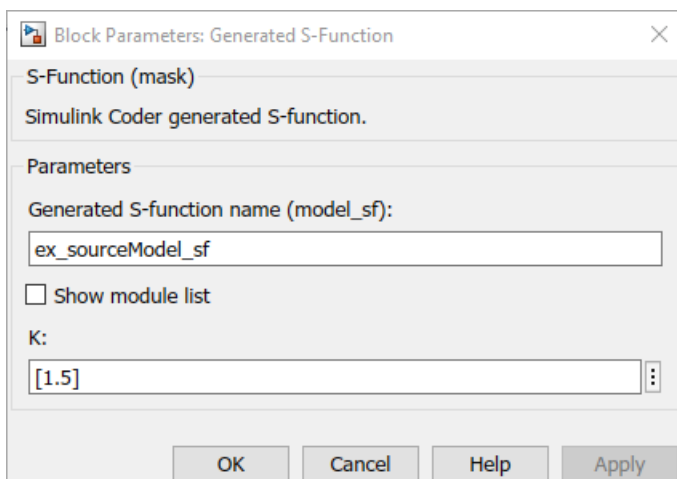 Block Parameters: Generated S-Function
S-Function (mask)
Simulink Coder generated S-function.
Parameters
Generated S-function name (model_sf):
ex_sourceModel_sf
Show module list
K:
[1.5]
OK Cancel Help Apply